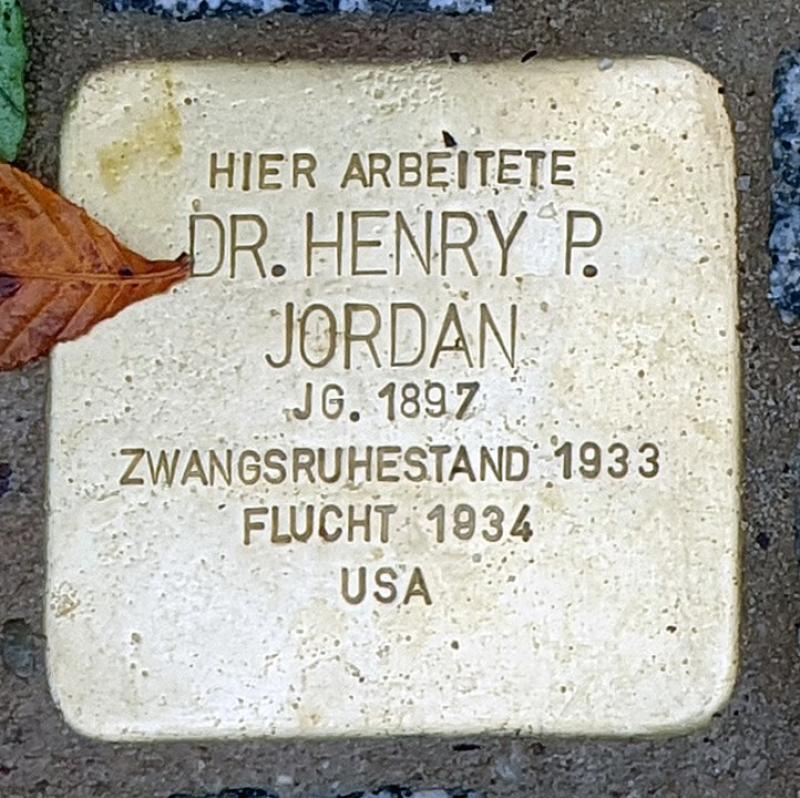 HIER ARBEITETE
DR. HENRY P.
JORDAN
JG. 1897
ZWANGSRUHESTAND 1933
FLUCHT 1934
USA